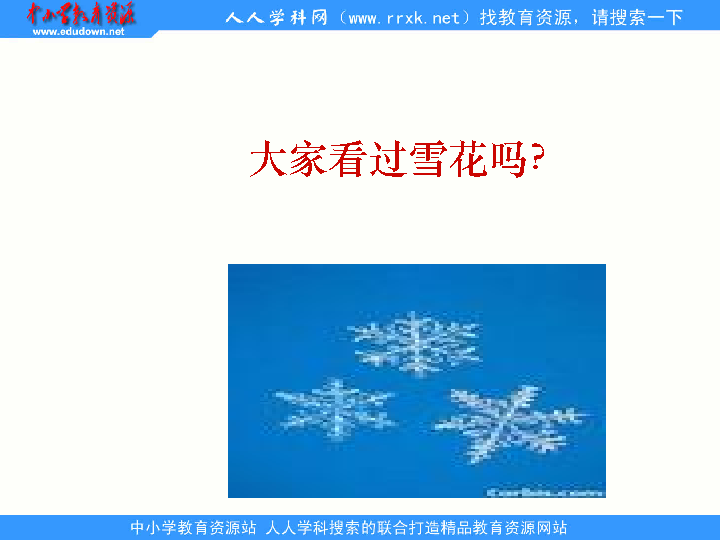 中小学教育资源
www.edudown.net
人人学科网（www.rrxk.net）找教育资源，请搜索一下
大家看过雪花吗?
Corbis.com
中小学教育资源站 人人学科搜索的联合打造精品教育资源网站